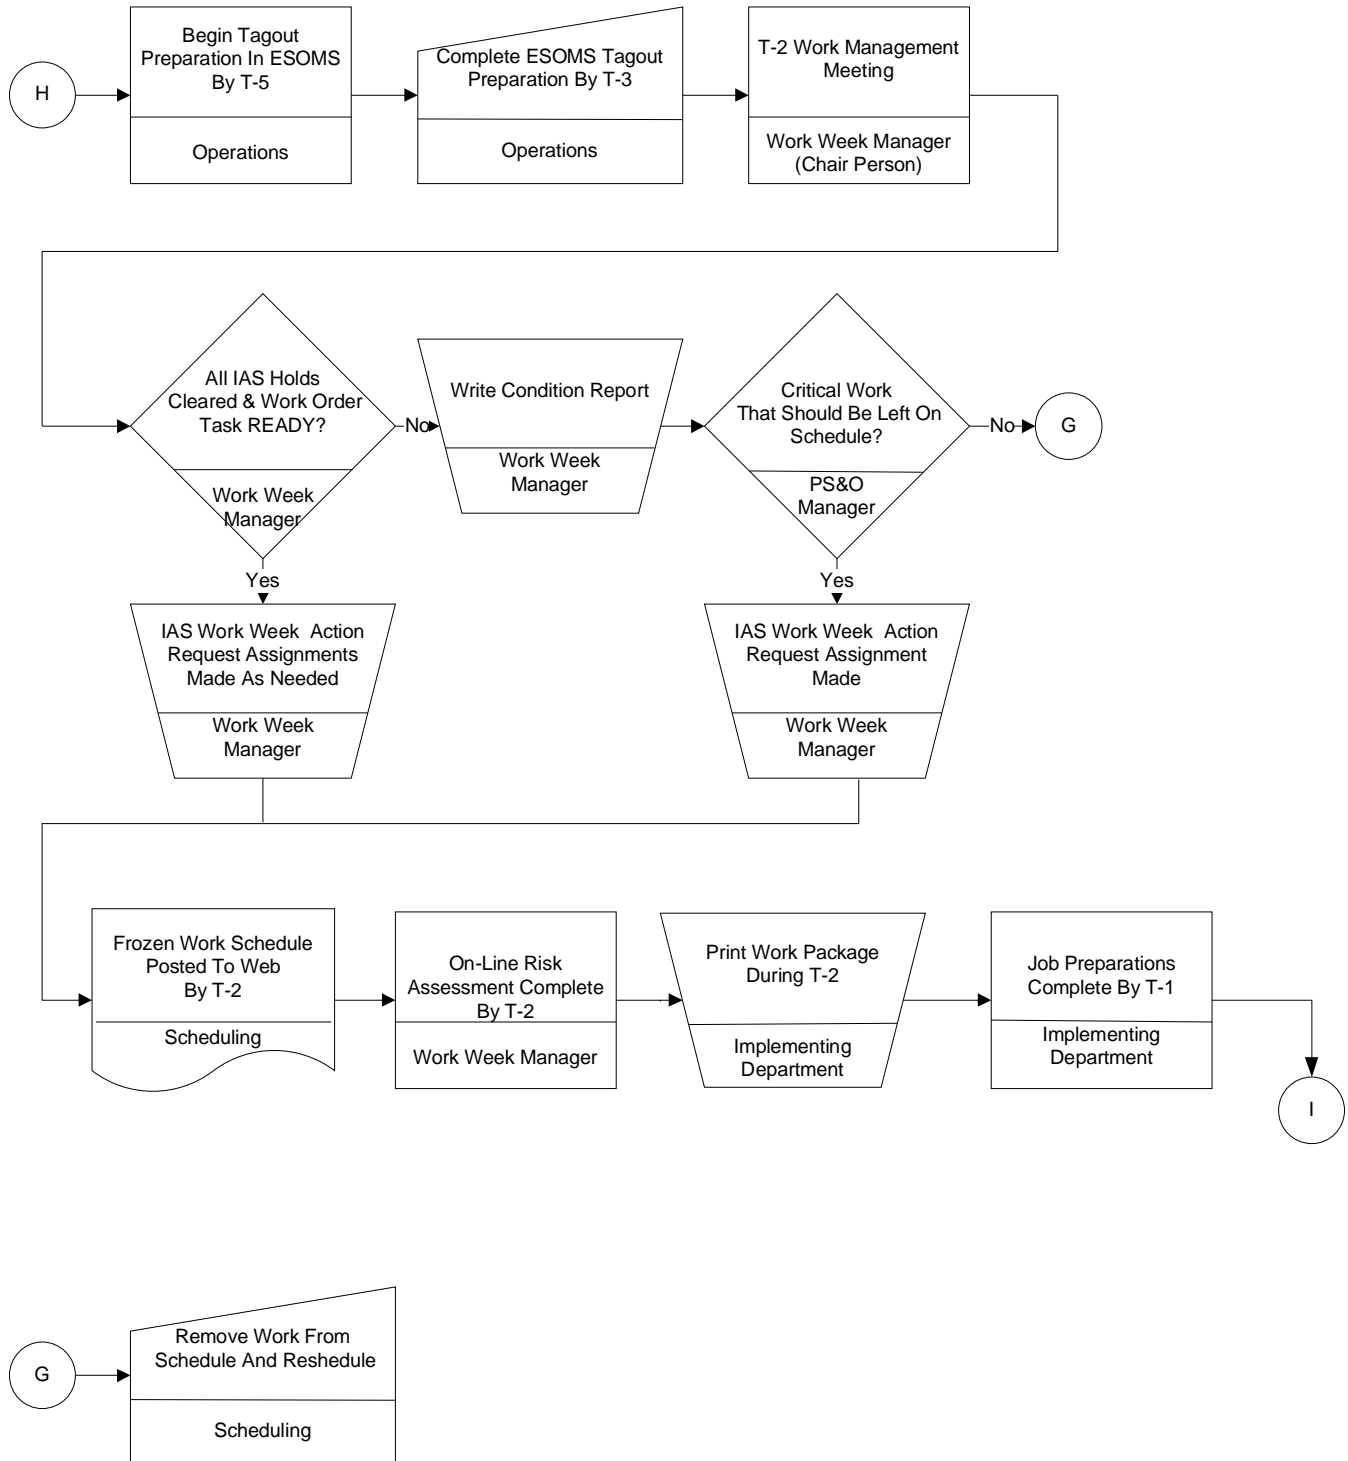 H
Begin Tagout
Preparation In ESOMS
By T-5
Operations
Complete ESOMS Tagout
Preparation By T-3
Operations
T-2 Work Management
Meeting
Work Week Manager
(Chair Person)
All IAS Holds
Cleared & Work Order
Task READY?
Work Week
Manager
No
Write Condition Report
Work Week
Manager
Critical Work
That Should Be Left On
Schedule?
PS&O
Manager
No
G
Yes
Yes
IAS Work Week Action
Request Assignments
Made As Needed
Work Week
Manager
IAS Work Week Action
Request Assignment
Made
Work Week
Manager
Frozen Work Schedule
Posted To Web
By T-2
Scheduling
On-Line Risk
Assessment Complete
By T-2
Work Week Manager
Print Work Package
During T-2
Implementing
Department
Job Preparations
Complete By T-1
Implementing
Department
I
G
Remove Work From
Schedule And Reshedule
Scheduling